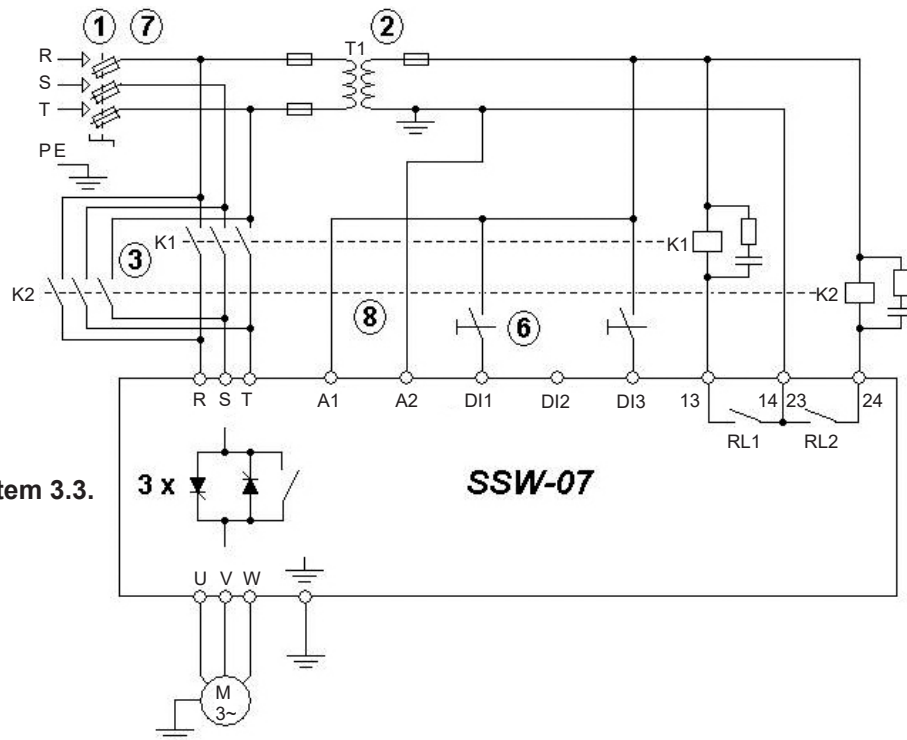 1 7 2
T1
R
S
T
PE
3 K1 K1
K2 K2
8 6
R S T A1 A2 DI1 DI2 DI3 13 14 23 24
RL1 RL2
tem 3.3.
3 x SSW-07
U V W
M
3~